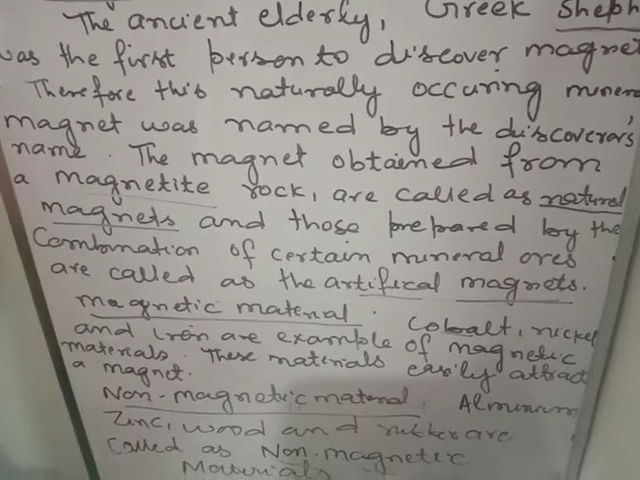 The ancient elderly, Greek Sheph
was the first person to discover magnet
Therefore this naturally occuring minera
magnet was named by the discoverer's
name. The magnet obtained from
a magnetite rock, are called as natural
magnets and those prepared by the
Combination of certain mineral ores
are called as the artifical magnets.
magnetic material. Cobalt, nickel
and iron are example of magnetic
materials. These materials easily attract
a magnet.
Non-magnetic material Alminium
Zinc, wood and rubber are
Called as Non-magnetic
Materials